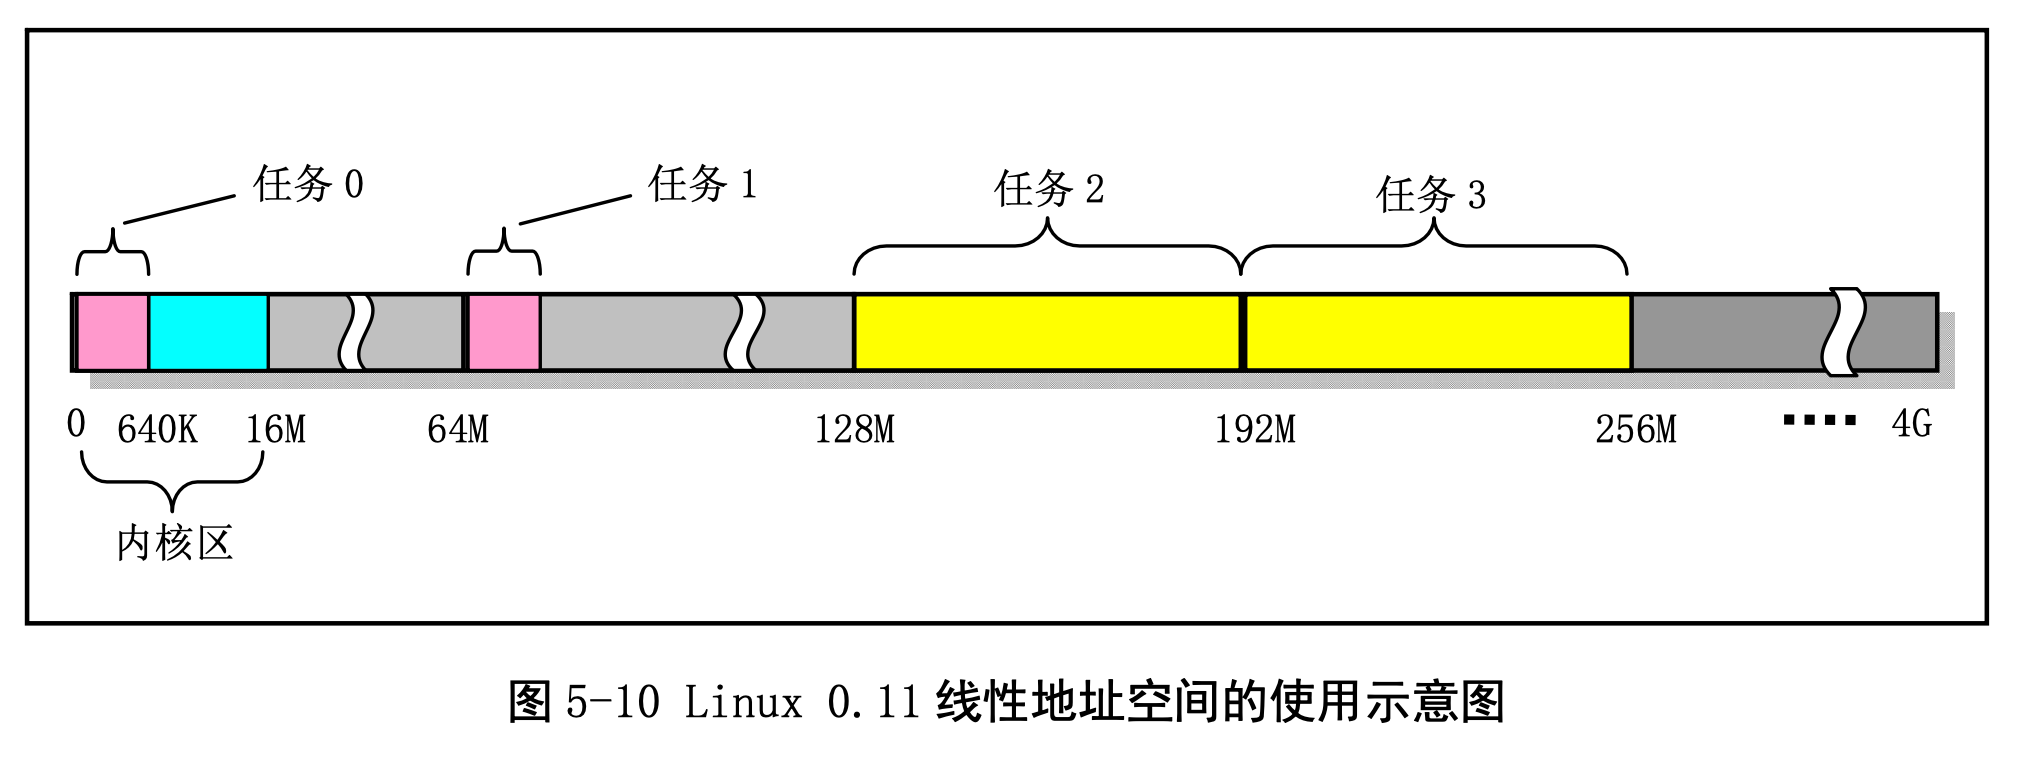 任务 0 任务 1 任务 2 任务 3
0 640K 16M 64M 128M 192M 256M 4G
内核区
图 5-10 Linux 0.11 线性地址空间的使用示意图